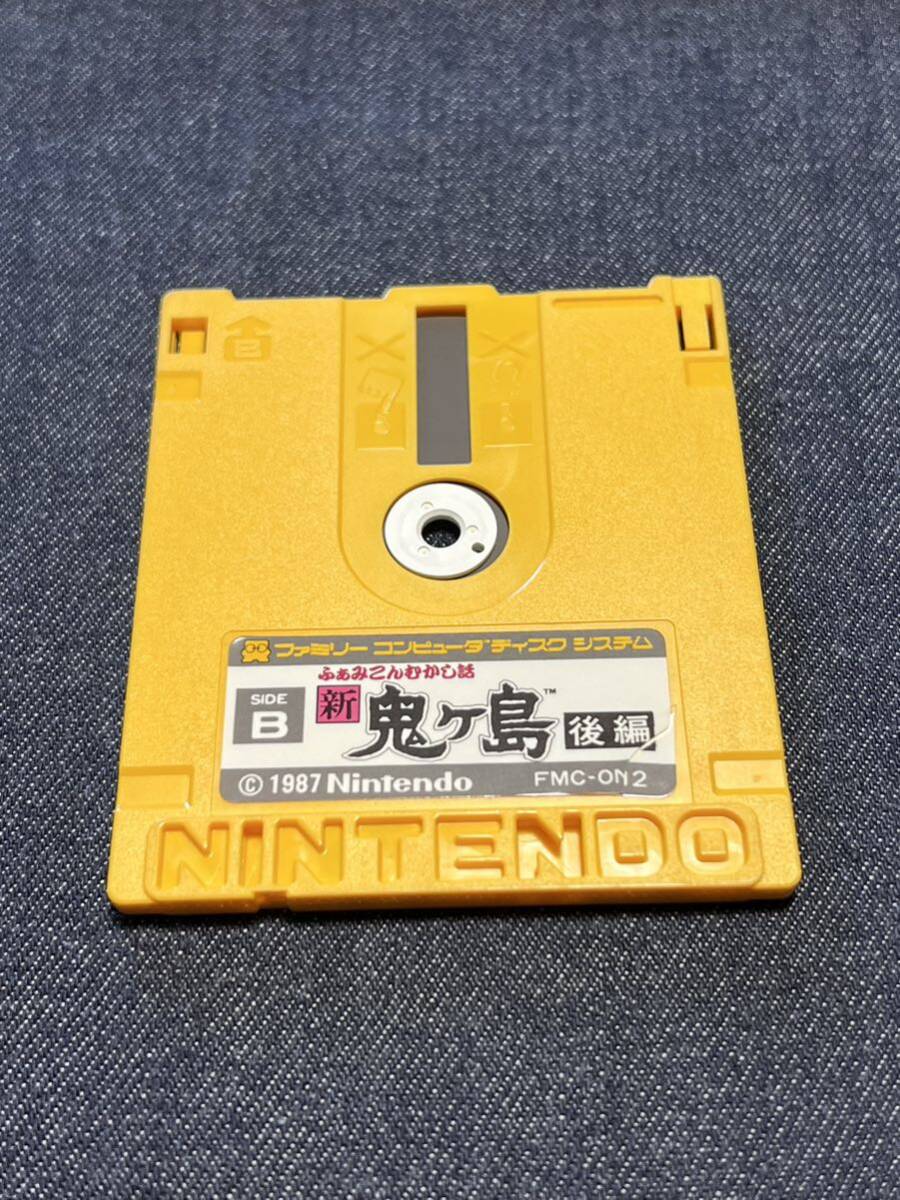 B
ファミリー コンピュータ ディスク システム
ふぁみこんむかし話
SIDE
B
新
鬼ヶ島™
後編
© 1987 Nintendo FMC-ON2
NINTENDO